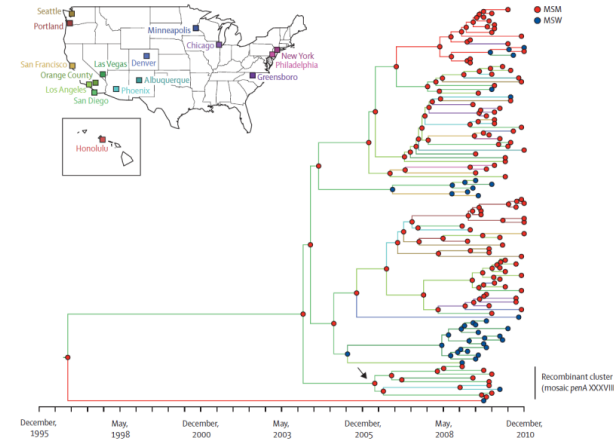 Seattle
Portland
Minneapolis
Chicago
New York
Philadelphia
San Francisco
Las Vegas
Denver
Orange County
Albuquerque
Greensboro
Los Angeles
Phoenix
San Diego
Honolulu
MSM
MSW
Recombinant cluster
(mosaic penA XXXVIII
December,
1995
May,
1998
December,
2000
May,
2003
December,
2005
May,
2008
December,
2010